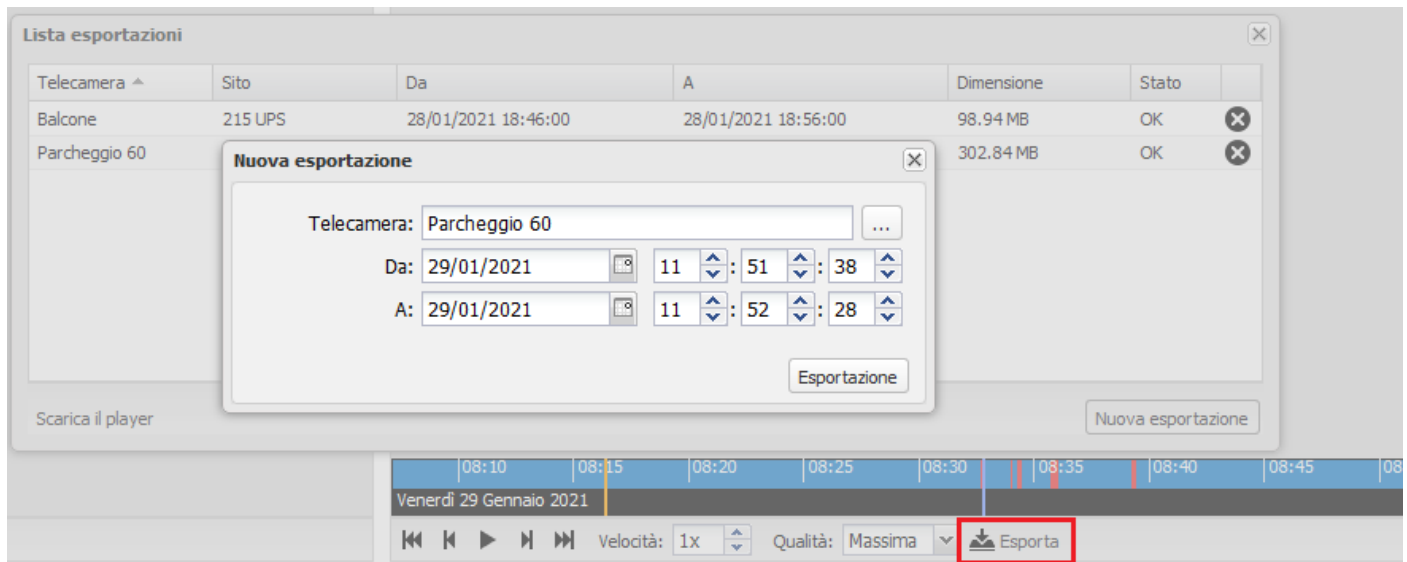 Lista esportazioni
Telecamera Sito Da A Dimensione Stato
Balcone 215 UPS 28/01/2021 18:46:00 28/01/2021 18:56:00 98.94 MB OK
Parcheggio 60 302.84 MB OK
Nuova esportazione
Telecamera: Parcheggio 60 ...
Da: 29/01/2021 11 : 51 : 38
A: 29/01/2021 11 : 52 : 28
Esportazione
Scarica il player Nuova esportazione
08:10 08:15 08:20 08:25 08:30 08:35 08:40 08:45 08
Venerdì 29 Gennaio 2021
Velocità: 1x Qualità: Massima Esporta